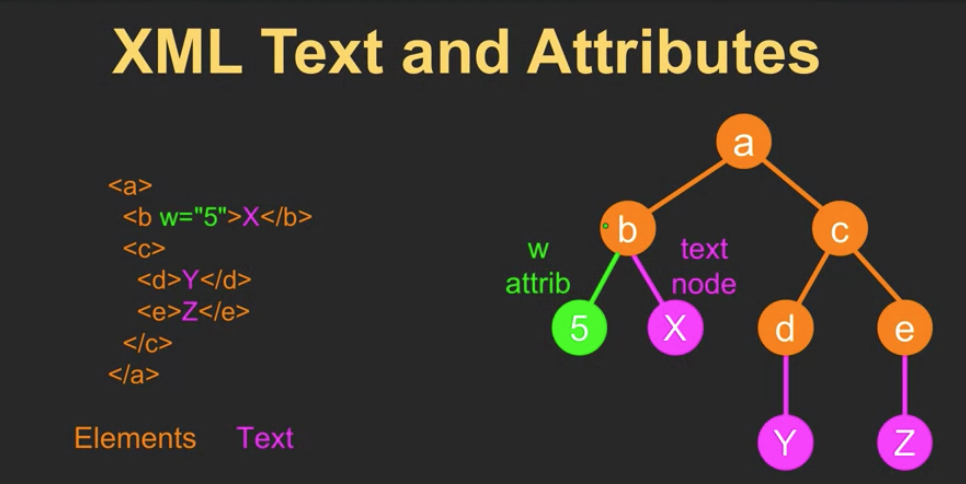 XML Text and Attributes
<a>
<b w="5">X</b>
<c>
<d>Y</d>
<e>Z</e>
</c>
</a>
Elements Text
a
b
c
w
attrib
text
node
5
X
d
e
Y
Z